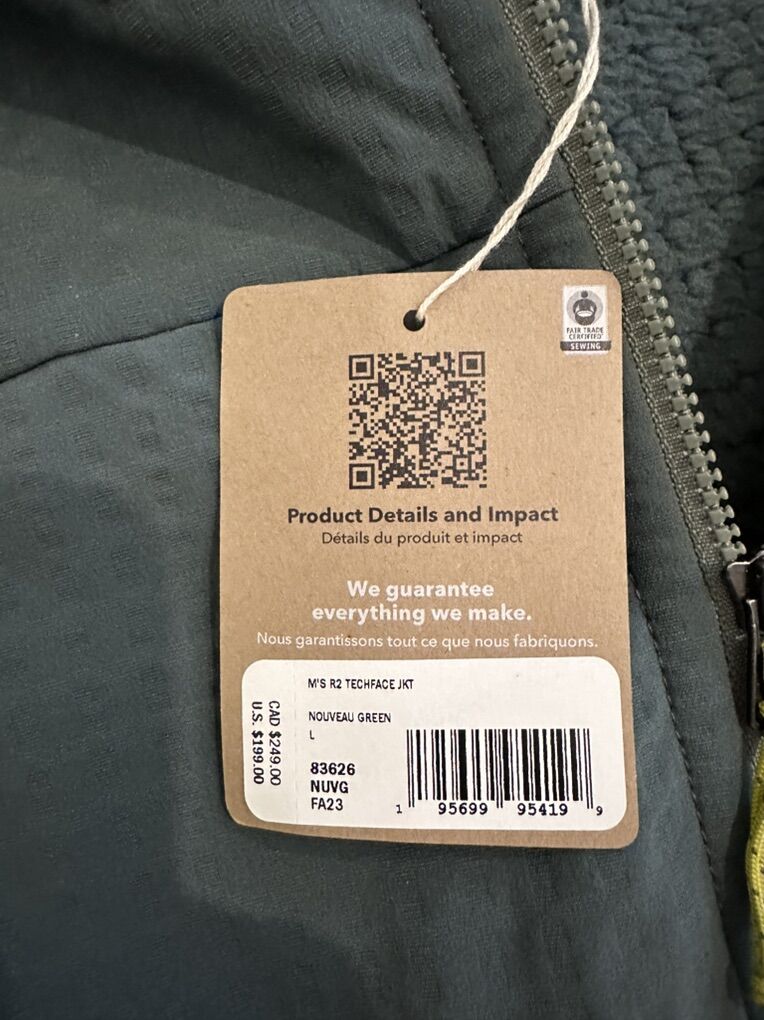 FAIR TRADE
CERTIFIED
SEWING
Product Details and Impact
Détails du produit et impact
We guarantee
everything we make.
Nous garantissons tout ce que nous fabriquons.
M'S R2 TECHFACE JKT
NOUVEAU GREEN
L
83626
NUVG
FA23
CAD $249.00
U.S. $199.00
1 95699 95419 9